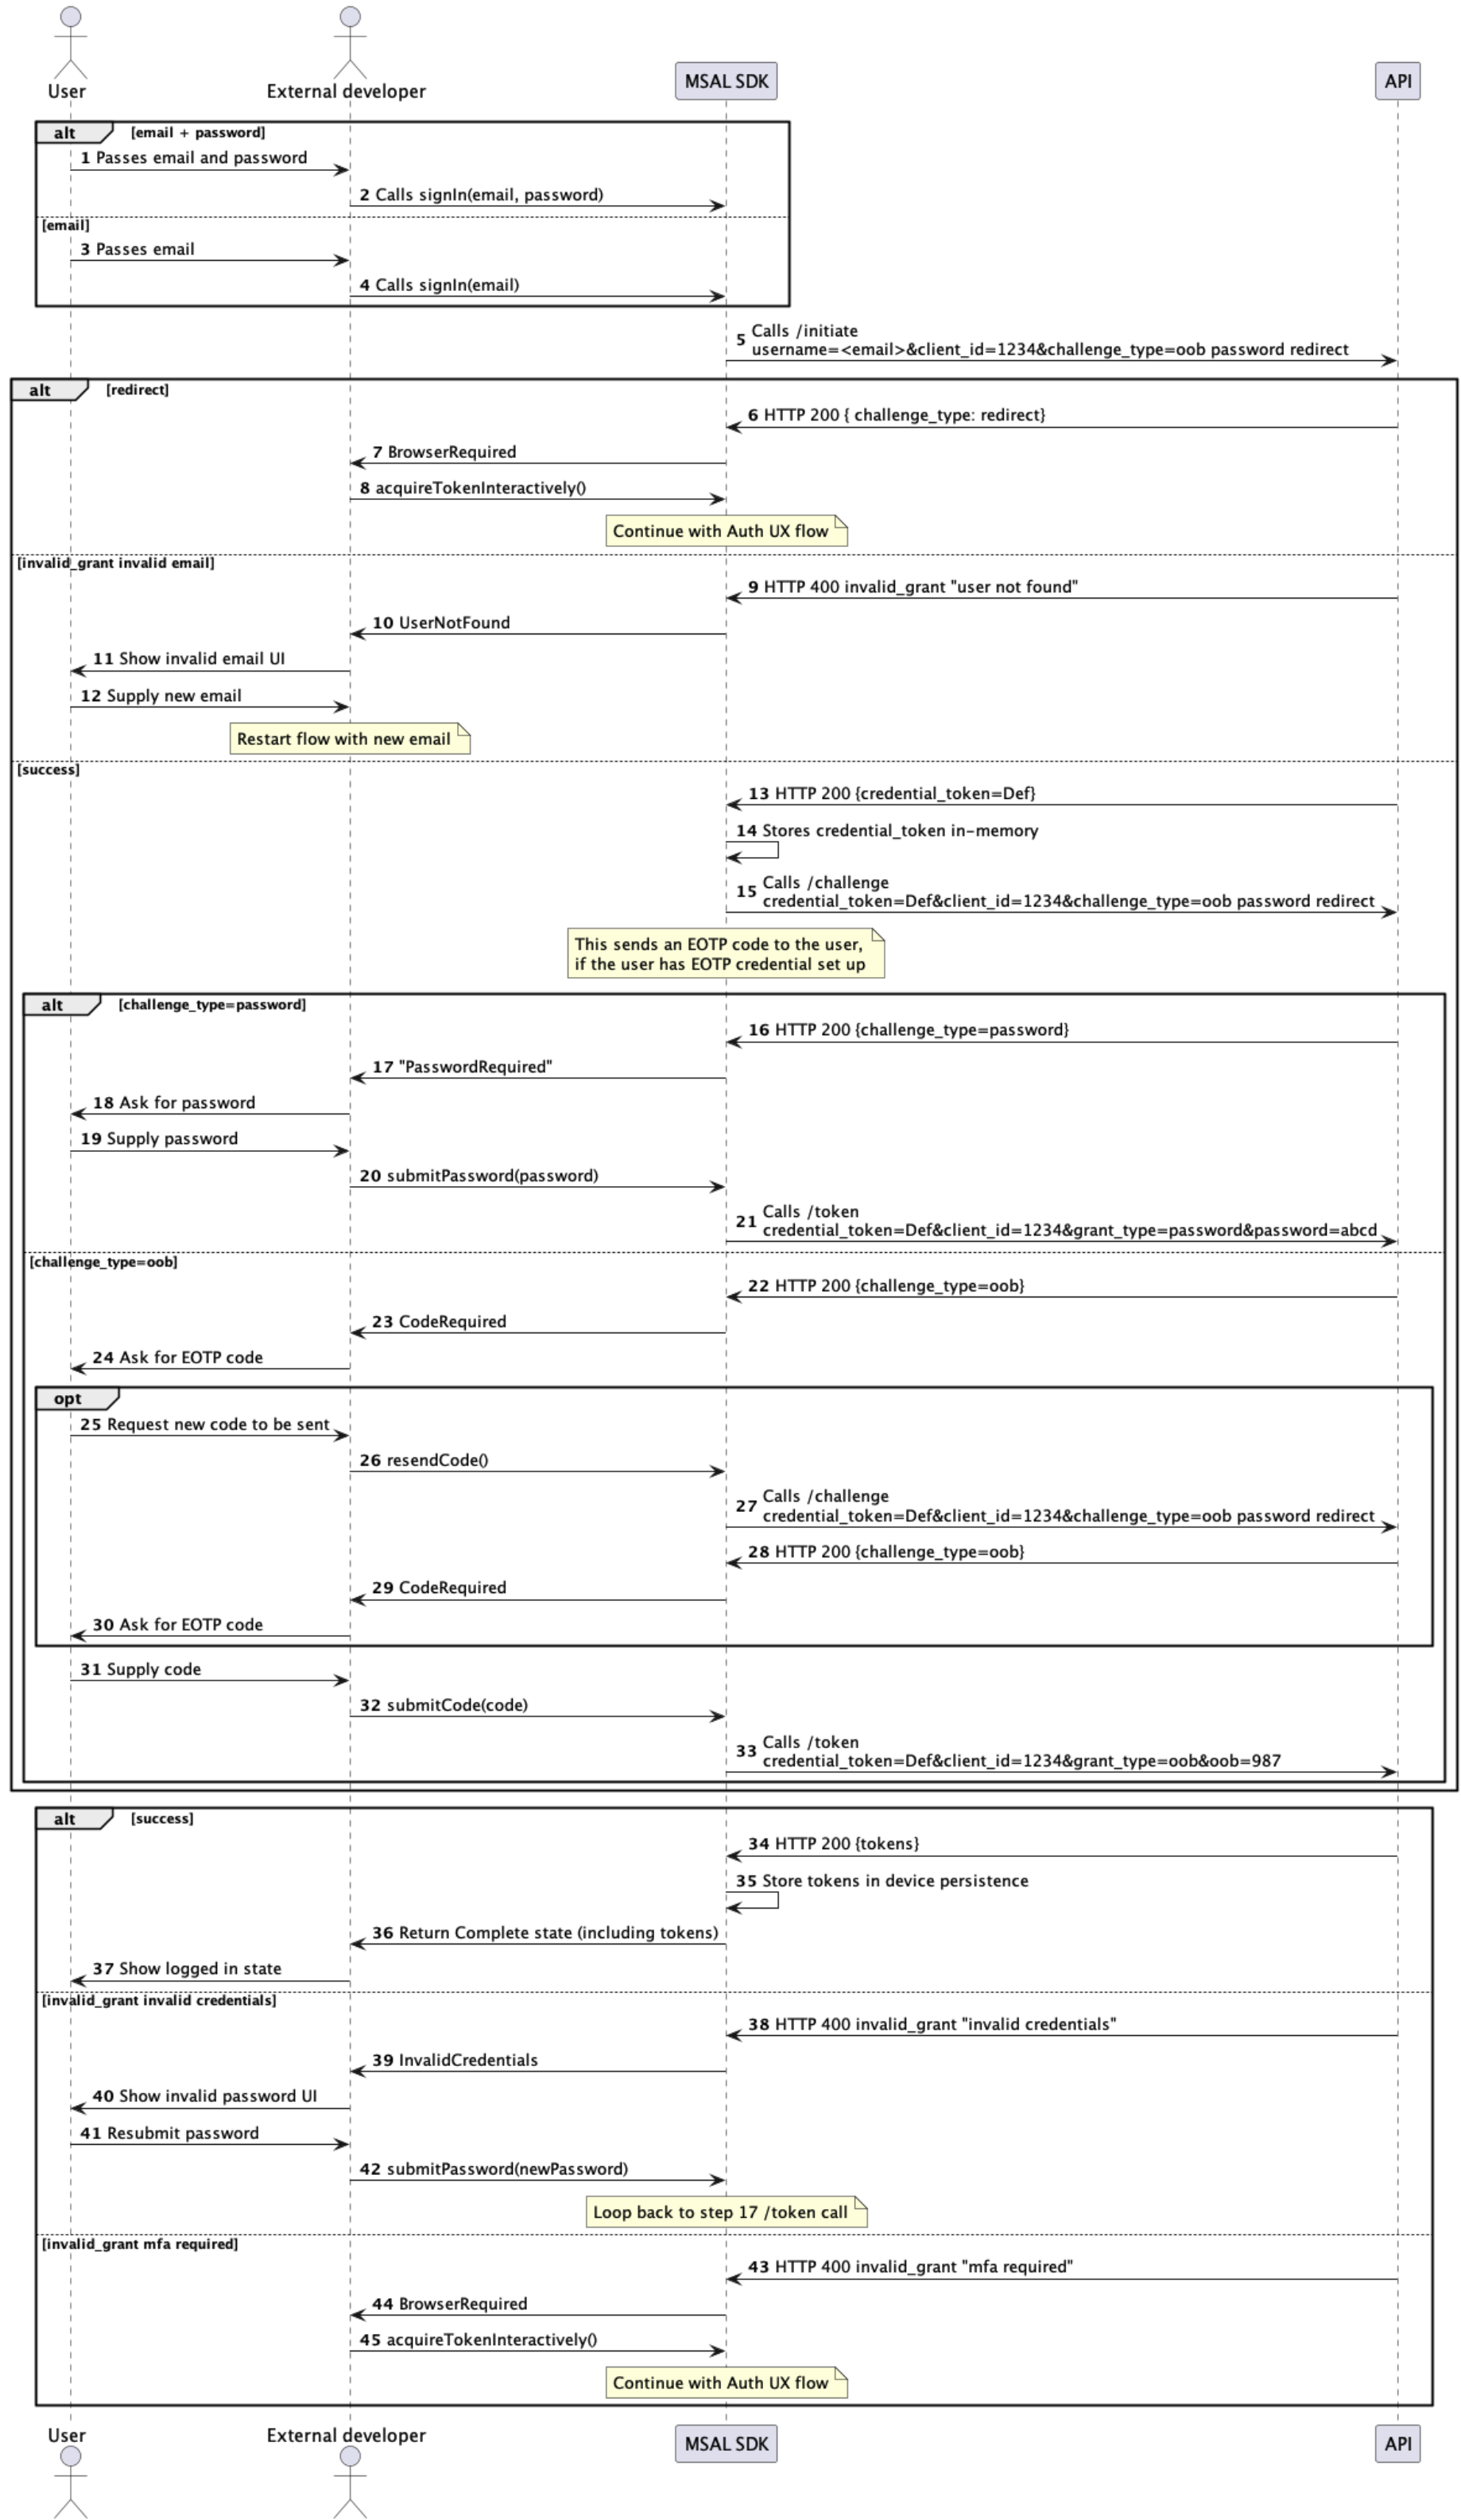 User
External developer
MSAL SDK
API
alt [email + password]
1 Passes email and password
2 Calls signIn(email, password)
[email]
3 Passes email
4 Calls signIn(email)
5 Calls /initiate
username=<email>&client_id=1234&challenge_type=oob password redirect
alt [redirect]
6 HTTP 200 { challenge_type: redirect}
7 BrowserRequired
8 acquireTokenInteractively()
Continue with Auth UX flow
[invalid_grant invalid email]
9 HTTP 400 invalid_grant "user not found"
10 UserNotFound
11 Show invalid email UI
12 Supply new email
Restart flow with new email
[success]
13 HTTP 200 {credential_token=Def}
14 Stores credential_token in-memory
15 Calls /challenge
credential_token=Def&client_id=1234&challenge_type=oob password redirect
This sends an EOTP code to the user,
if the user has EOTP credential set up
alt [challenge_type=password]
16 HTTP 200 {challenge_type=password}
17 "PasswordRequired"
18 Ask for password
19 Supply password
20 submitPassword(password)
21 Calls /token
credential_token=Def&client_id=1234&grant_type=password&password=abcd
[challenge_type=oob]
22 HTTP 200 {challenge_type=oob}
23 CodeRequired
24 Ask for EOTP code
opt
25 Request new code to be sent
26 resendCode()
27 Calls /challenge
credential_token=Def&client_id=1234&challenge_type=oob password redirect
28 HTTP 200 {challenge_type=oob}
29 CodeRequired
30 Ask for EOTP code
31 Supply code
32 submitCode(code)
33 Calls /token
credential_token=Def&client_id=1234&grant_type=oob&oob=987
alt [success]
34 HTTP 200 {tokens}
35 Store tokens in device persistence
36 Return Complete state (including tokens)
37 Show logged in state
[invalid_grant invalid credentials]
38 HTTP 400 invalid_grant "invalid credentials"
39 InvalidCredentials
40 Show invalid password UI
41 Resubmit password
42 submitPassword(newPassword)
Loop back to step 17 /token call
[invalid_grant mfa required]
43 HTTP 400 invalid_grant "mfa required"
44 BrowserRequired
45 acquireTokenInteractively()
Continue with Auth UX flow
User
External developer
MSAL SDK
API